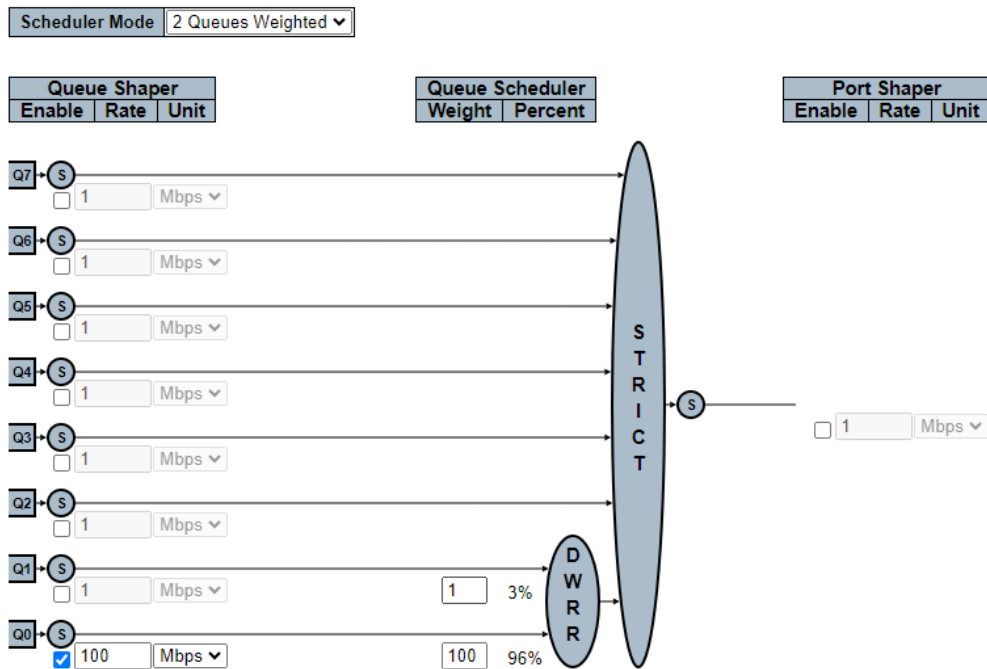 Scheduler Mode 2 Queues Weighted
Queue Shaper Queue Scheduler Port Shaper
Enable Rate Unit Weight Percent Enable Rate Unit
Q7 S
1 Mbps
Q6 S
1 Mbps
Q5 S
1 Mbps
Q4 S
1 Mbps
Q3 S
1 Mbps
Q2 S
1 Mbps
Q1 S
1 Mbps 1 3%
Q0 S
100 Mbps 100 96%
DWRR
STRICT
S
1 Mbps